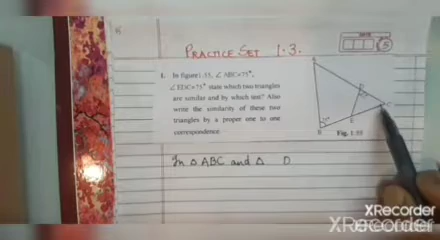 PRACTICE SET 1.3.
1. In figure 1.55, ∠ ABC=75°,
∠EDC=75° state which two triangles
are similar and by which test? Also
write the similarity of these two
triangles by a proper one to one
correspondence.
B
E
Fig. 1.55
In △ ABC and △ D
XRecorder
XRecorder